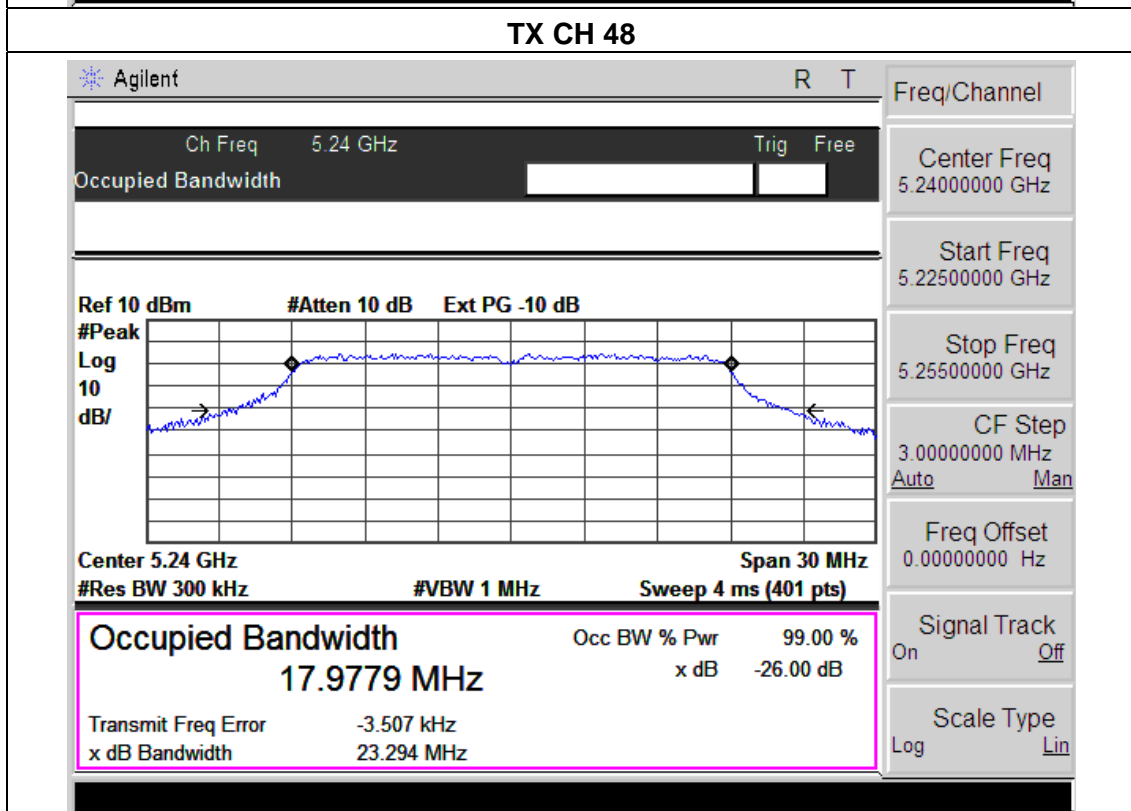 TX CH 48
Agilent R T
Freq/Channel
Ch Freq 5.24 GHz Trig Free
Occupied Bandwidth
Center Freq
5.24000000 GHz
Start Freq
5.22500000 GHz
Stop Freq
5.25500000 GHz
CF Step
3.00000000 MHz
Auto Man
Freq Offset
0.00000000 Hz
Signal Track
On Off
Scale Type
Log Lin
Ref 10 dBm #Atten 10 dB Ext PG -10 dB
#Peak
Log
10
dB/
Center 5.24 GHz Span 30 MHz
#Res BW 300 kHz #VBW 1 MHz Sweep 4 ms (401 pts)
Occupied Bandwidth Occ BW % Pwr 99.00 %
17.9779 MHz x dB -26.00 dB
Transmit Freq Error -3.507 kHz
x dB Bandwidth 23.294 MHz